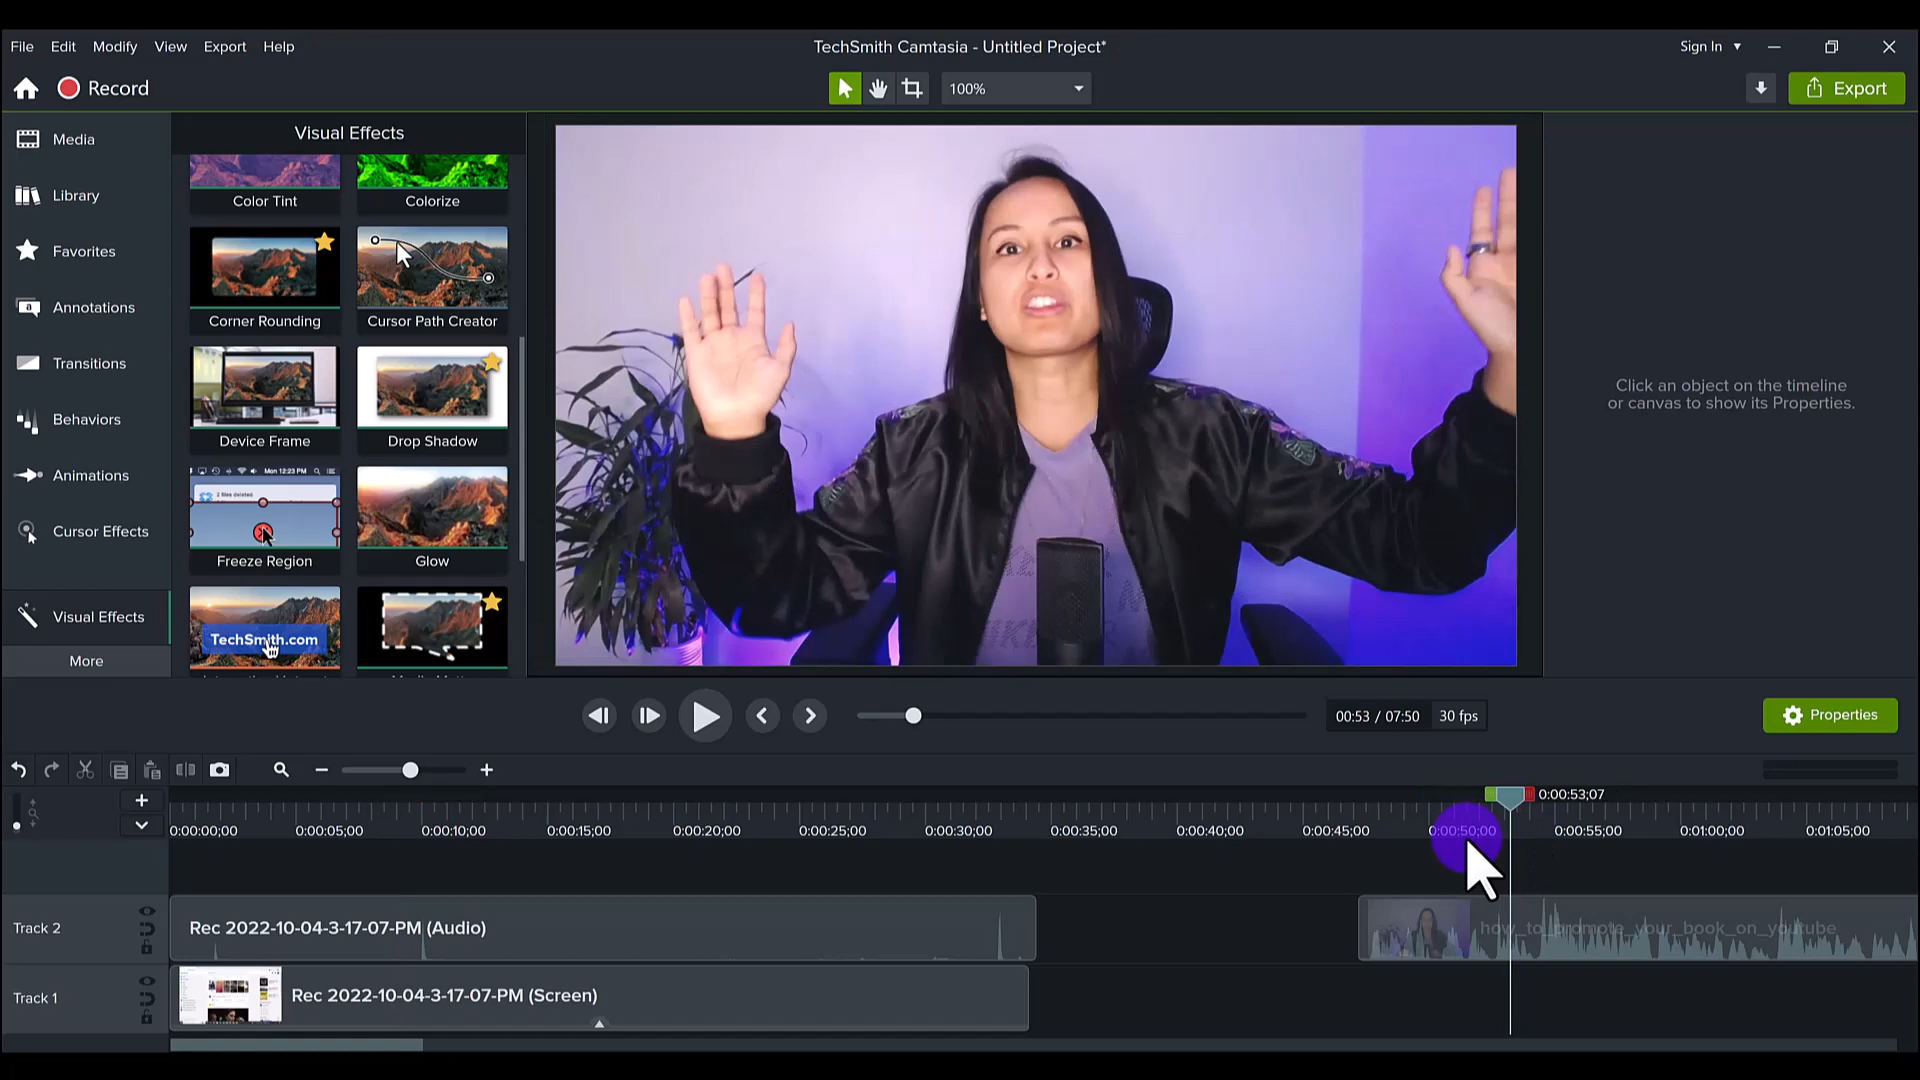 File Edit Modify View Export Help
TechSmith Camtasia - Untitled Project*
Sign In
Record
100%
Export
Media
Library
Favorites
Annotations
Transitions
Behaviors
Animations
Cursor Effects
Visual Effects
More
Visual Effects
Color Tint
Colorize
Corner Rounding
Cursor Path Creator
Device Frame
Drop Shadow
Mon 12:23 PM
2 files deleted
Freeze Region
Glow
TechSmith.com
Click an object on the timeline
or canvas to show its Properties.
00:53 / 07:50 30 fps
Properties
0:00:53;07
0:00:00;00 0:00:05;00 0:00:10;00 0:00:15;00 0:00:20;00 0:00:25;00 0:00:30;00 0:00:35;00 0:00:40;00 0:00:45;00 0:00:50;00 0:00:55;00 0:01:00;00 0:01:05;00
Track 2
Rec 2022-10-04-3-17-07-PM (Audio)
how_to_promote_your_book_on_youtube
Track 1
Rec 2022-10-04-3-17-07-PM (Screen)